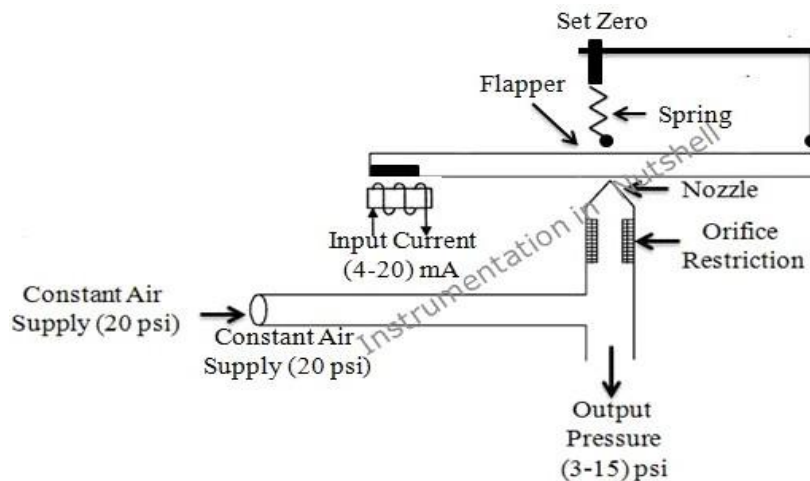 Set Zero
Flapper
Spring
Nozzle
Input Current
(4-20) mA
Orifice
Restriction
Constant Air
Supply (20 psi)
Constant Air
Supply (20 psi)
Output
Pressure
(3-15) psi
Instrumentation in Nutshell